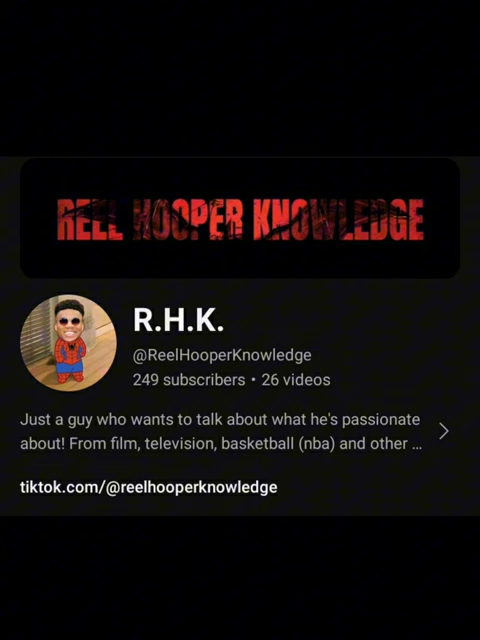 REEL HOOPER KNOWLEDGE
R.H.K.
@ReelHooperKnowledge
249 subscribers • 26 videos
Just a guy who wants to talk about what he's passionate
about! From film, television, basketball (nba) and other ...
tiktok.com/@reelhooperknowledge